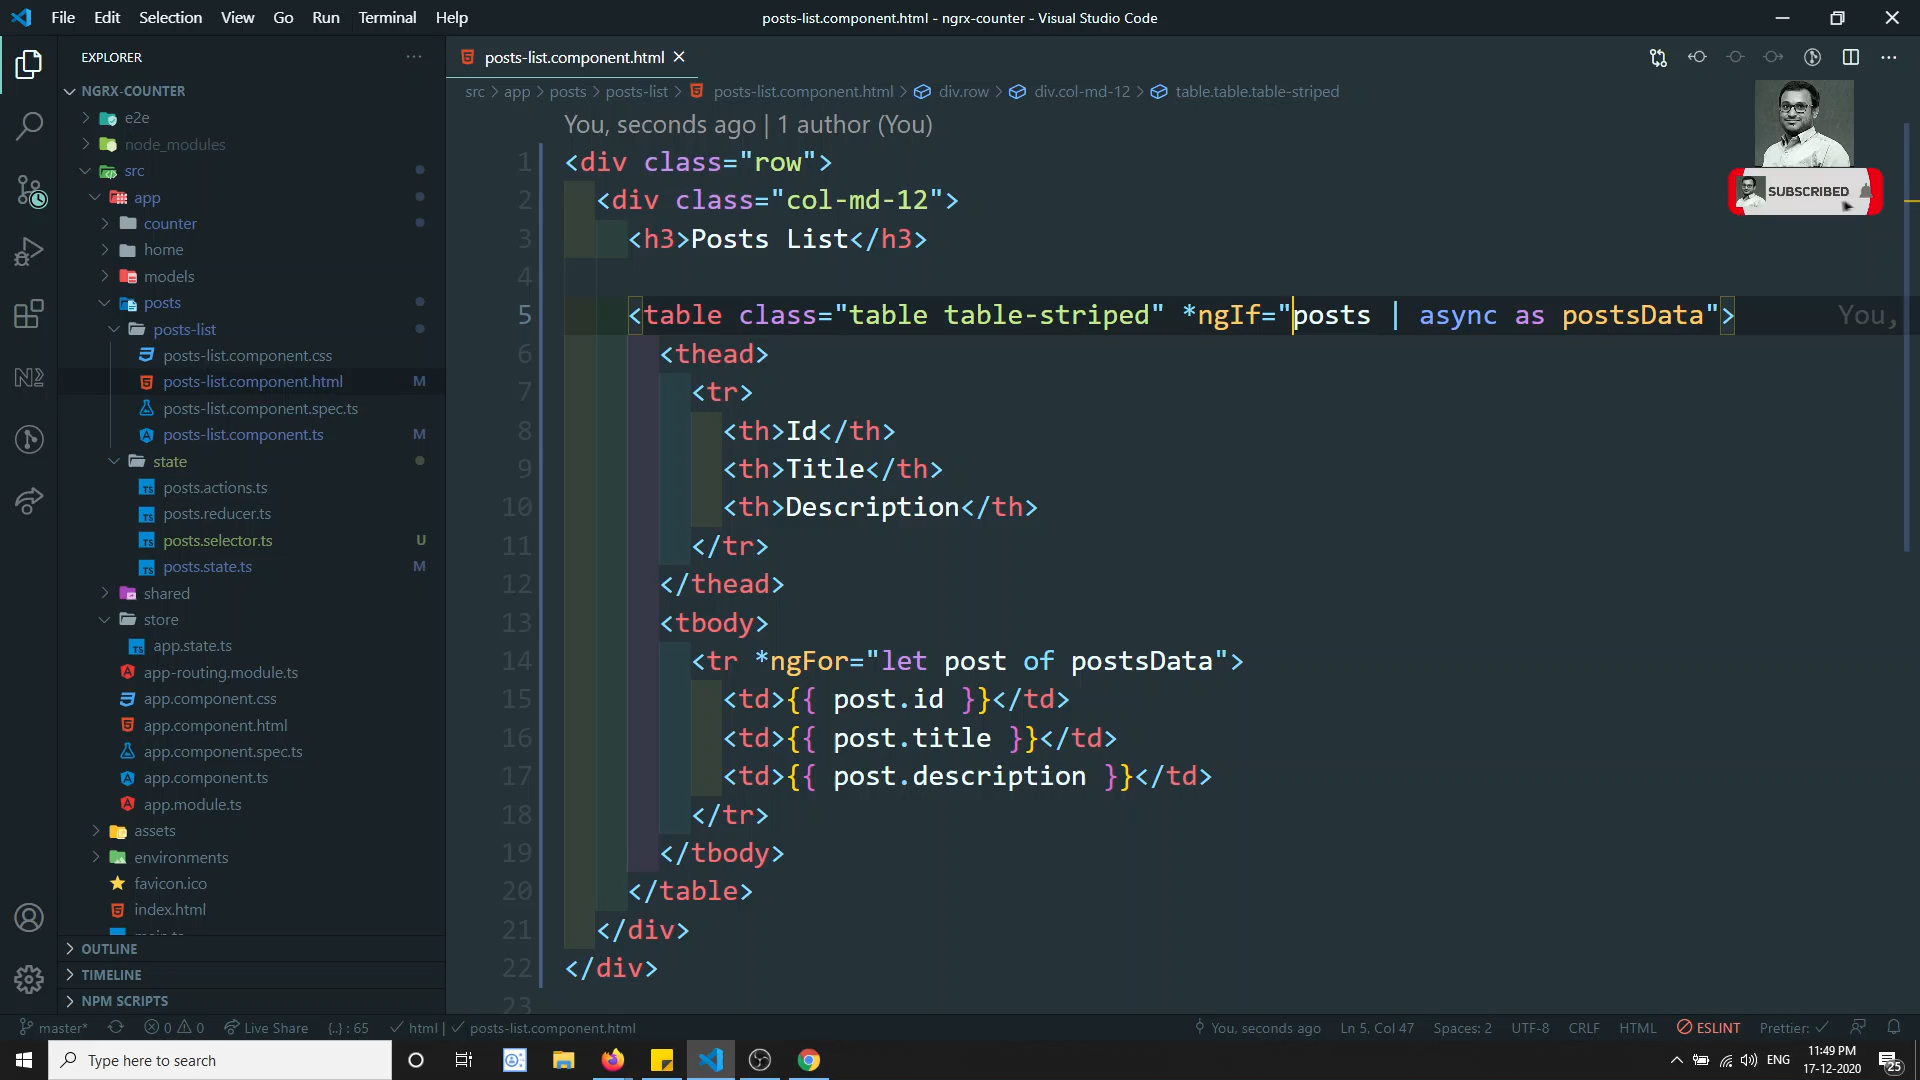 File Edit Selection View Go Run Terminal Help
posts-list.component.html - ngrx-counter - Visual Studio Code
EXPLORER
NGRX-COUNTER
e2e
node_modules
src
app
counter
home
models
posts
posts-list
posts-list.component.css
posts-list.component.html M
posts-list.component.spec.ts
posts-list.component.ts M
state
posts.actions.ts
posts.reducer.ts
posts.selector.ts U
posts.state.ts M
shared
store
app.state.ts
app-routing.module.ts
app.component.css
app.component.html
app.component.spec.ts
app.component.ts
app.module.ts
assets
environments
favicon.ico
index.html
OUTLINE
TIMELINE
NPM SCRIPTS
posts-list.component.html
src > app > posts > posts-list > posts-list.component.html > div.row > div.col-md-12 > table.table.table-striped
You, seconds ago | 1 author (You)
1 <div class="row">
2 <div class="col-md-12">
3 <h3>Posts List</h3>
4
5 <table class="table table-striped" *ngIf="posts | async as postsData"> You,
6 <thead>
7 <tr>
8 <th>Id</th>
9 <th>Title</th>
10 <th>Description</th>
11 </tr>
12 </thead>
13 <tbody>
14 <tr *ngFor="let post of postsData">
15 <td>{{ post.id }}</td>
16 <td>{{ post.title }}</td>
17 <td>{{ post.description }}</td>
18 </tr>
19 </tbody>
20 </table>
21 </div>
22 </div>
23
SUBSCRIBED
master* 0 0 Live Share {..} : 65 html | posts-list.component.html
You, seconds ago Ln 5, Col 47 Spaces: 2 UTF-8 CRLF HTML ESLINT Prettier:
Type here to search
ENG
11:49 PM
17-12-2020
25